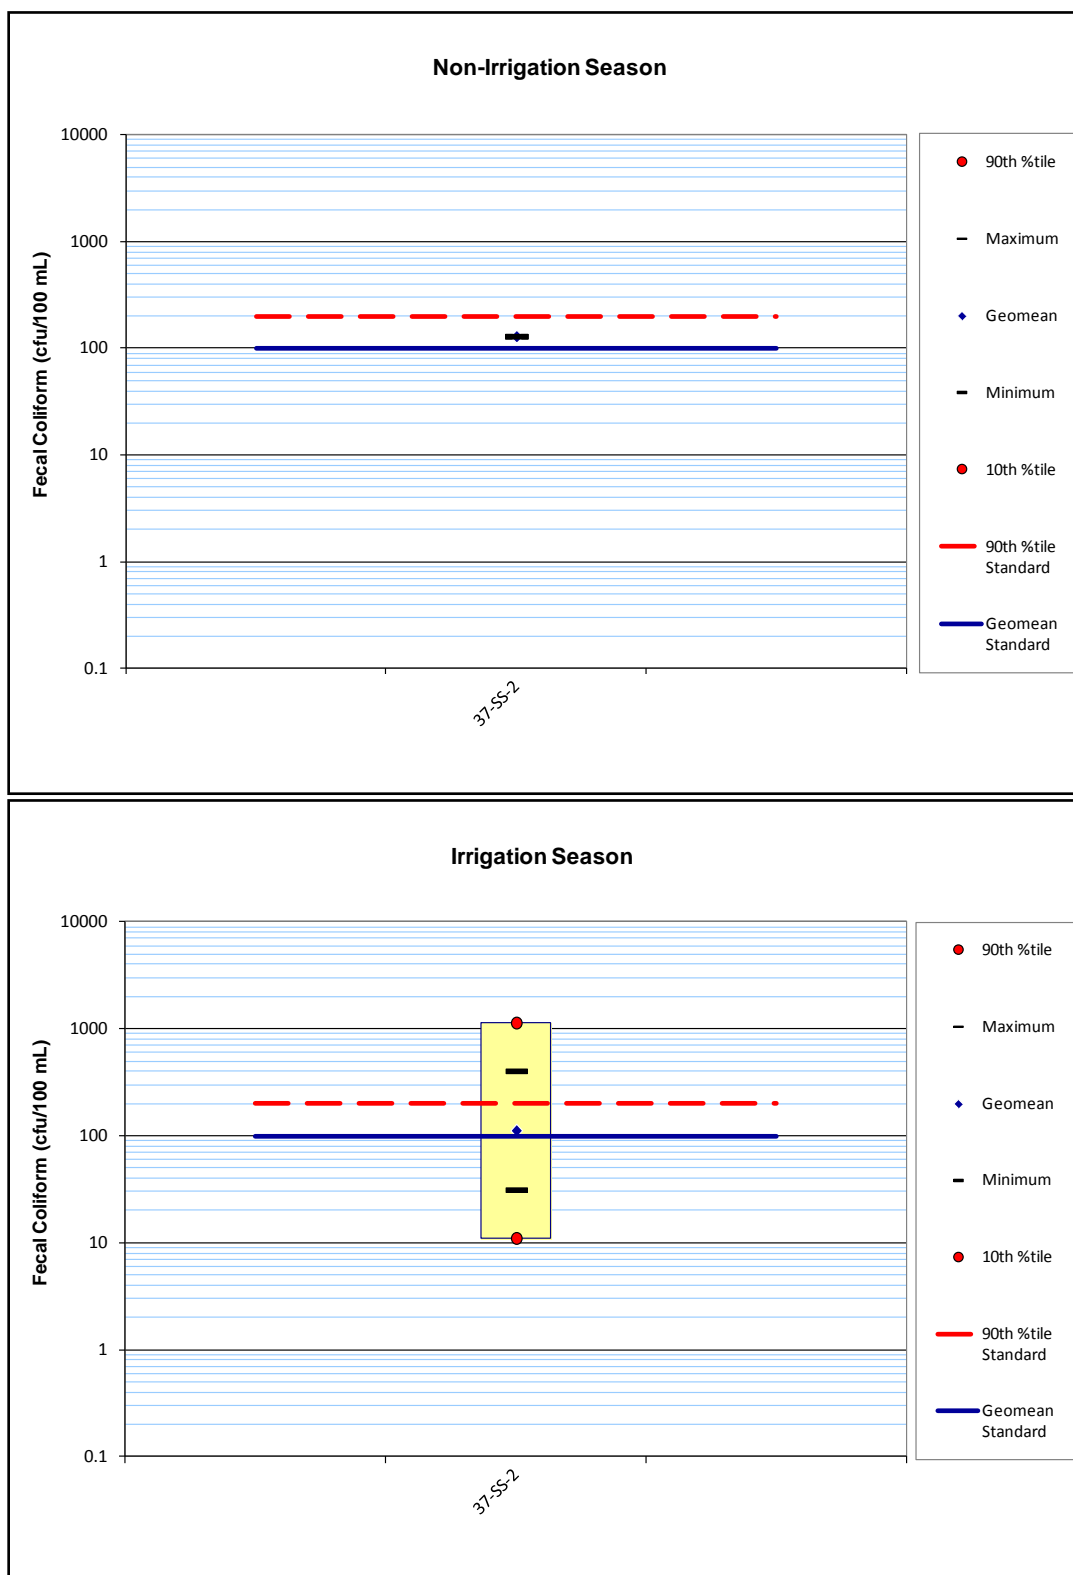 Non-Irrigation Season
Fecal Coliform (cfu/100 mL)
10000
1000
100
10
1
0.1
37-SS-2
90th %tile
Maximum
Geomean
Minimum
10th %tile
90th %tile
Standard
Geomean
Standard
Irrigation Season
Fecal Coliform (cfu/100 mL)
10000
1000
100
10
1
0.1
37-SS-2
90th %tile
Maximum
Geomean
Minimum
10th %tile
90th %tile
Standard
Geomean
Standard